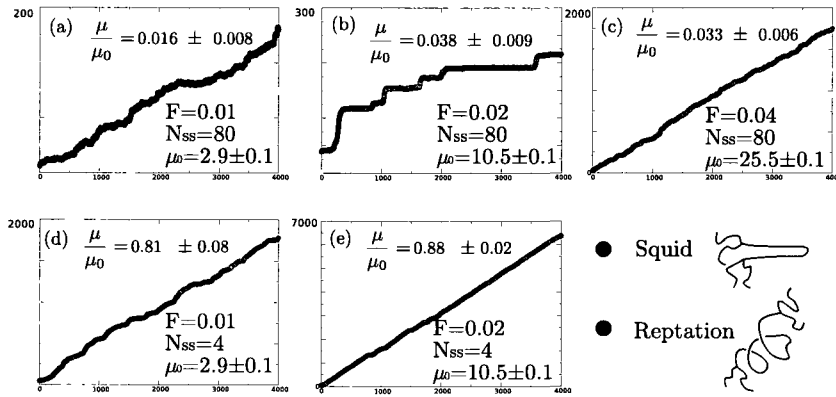 200
(a)
μ/μ₀ = 0.016 ± 0.008
F=0.01
Nss=80
μ₀=2.9±0.1
0 1000 2000 3000 4000
300
(b)
μ/μ₀ = 0.038 ± 0.009
F=0.02
Nss=80
μ₀=10.5±0.1
0 1000 2000 3000 4000
2000
(c)
μ/μ₀ = 0.033 ± 0.006
F=0.04
Nss=80
μ₀=25.5±0.1
0 1000 2000 3000 4000
2000
(d)
μ/μ₀ = 0.81 ± 0.08
F=0.01
Nss=4
μ₀=2.9±0.1
0 1000 2000 3000 4000
7000
(e)
μ/μ₀ = 0.88 ± 0.02
F=0.02
Nss=4
μ₀=10.5±0.1
0 1000 2000 3000 4000
Squid
Reptation